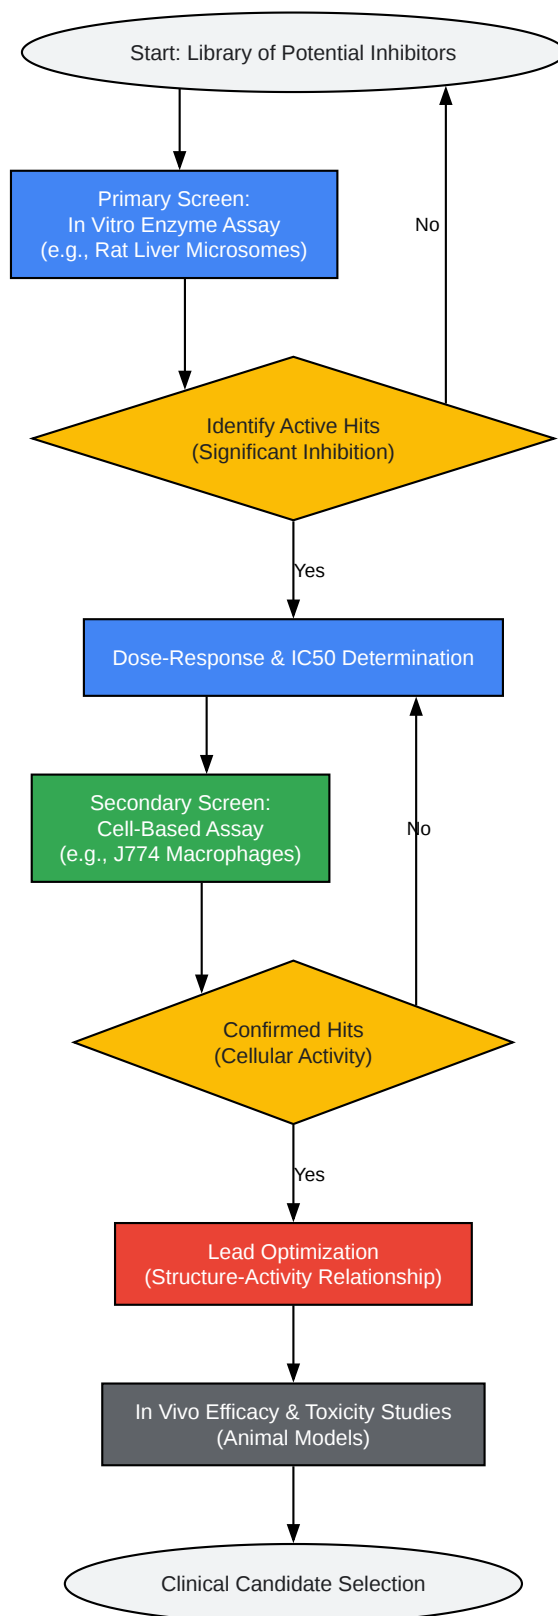 Start: Library of Potential Inhibitors
Primary Screen:
In Vitro Enzyme Assay
(e.g., Rat Liver Microsomes)
No
Identify Active Hits
(Significant Inhibition)
Yes
Dose-Response & IC50 Determination
Secondary Screen:
Cell-Based Assay
(e.g., J774 Macrophages)
No
Confirmed Hits
(Cellular Activity)
Yes
Lead Optimization
(Structure-Activity Relationship)
In Vivo Efficacy & Toxicity Studies
(Animal Models)
Clinical Candidate Selection